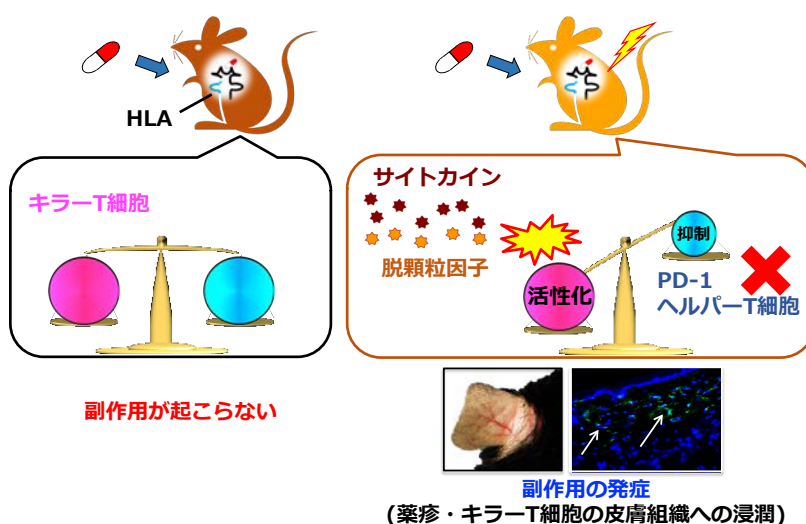 HLA
キラーT細胞
副作用が起こらない
サイトカイン
脱顆粒因子
活性化
抑制
PD-1
ヘルパーT細胞
副作用の発症
(薬疹・キラーT細胞の皮膚組織への浸潤)